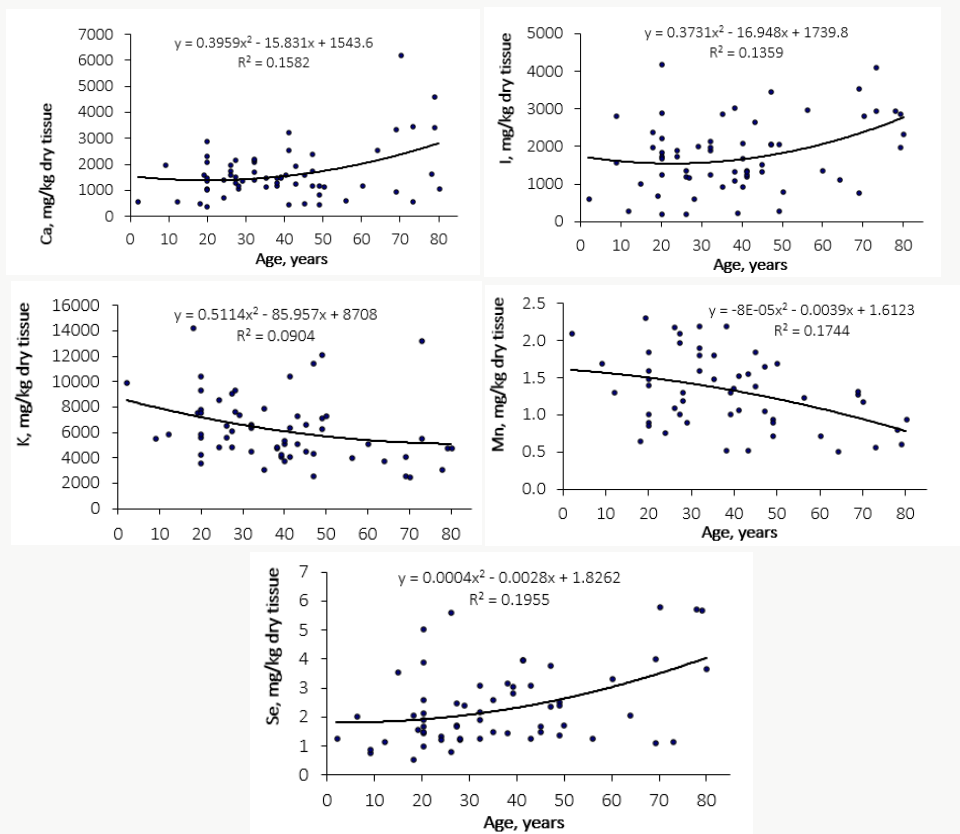 y = 0.3959x² - 15.831x + 1543.6
R² = 0.1582
Ca, mg/kg dry tissue
7000
6000
5000
4000
3000
2000
1000
0
0 10 20 30 40 50 60 70 80
Age, years
y = 0.3731x² - 16.948x + 1739.8
R² = 0.1359
I, mg/kg dry tissue
5000
4000
3000
2000
1000
0
0 10 20 30 40 50 60 70 80
Age, years
y = 0.5114x² - 85.957x + 8708
R² = 0.0904
K, mg/kg dry tissue
16000
14000
12000
10000
8000
6000
4000
2000
0
0 10 20 30 40 50 60 70 80
y = -8E-05x² - 0.0039x + 1.6123
R² = 0.1744
Mn, mg/kg dry tissue
2.5
2.0
1.5
1.0
0.5
0.0
0 10 20 30 40 50 60 70 80
Age, years
y = 0.0004x² - 0.0028x + 1.8262
R² = 0.1955
Se, mg/kg dry tissue
7
6
5
4
3
2
1
0
0 10 20 30 40 50 60 70 80
Age, years